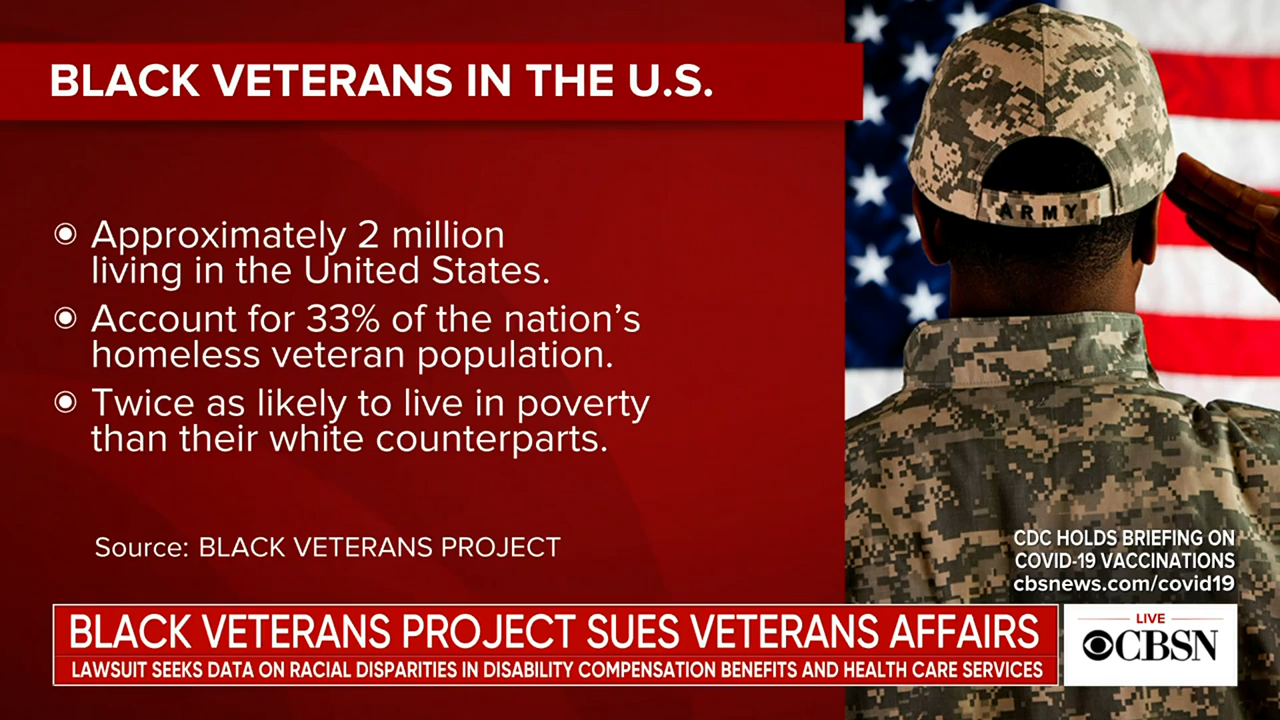 BLACK VETERANS IN THE U.S.
ARMY
Approximately 2 million
living in the United States.
Account for 33% of the nation's
homeless veteran population.
Twice as likely to live in poverty
than their white counterparts.
Source: BLACK VETERANS PROJECT
CDC HOLDS BRIEFING ON
COVID-19 VACCINATIONS
cbsnews.com/covid19
BLACK VETERANS PROJECT SUES VETERANS AFFAIRS
LAWSUIT SEEKS DATA ON RACIAL DISPARITIES IN DISABILITY COMPENSATION BENEFITS AND HEALTH CARE SERVICES
LIVE
CBSN